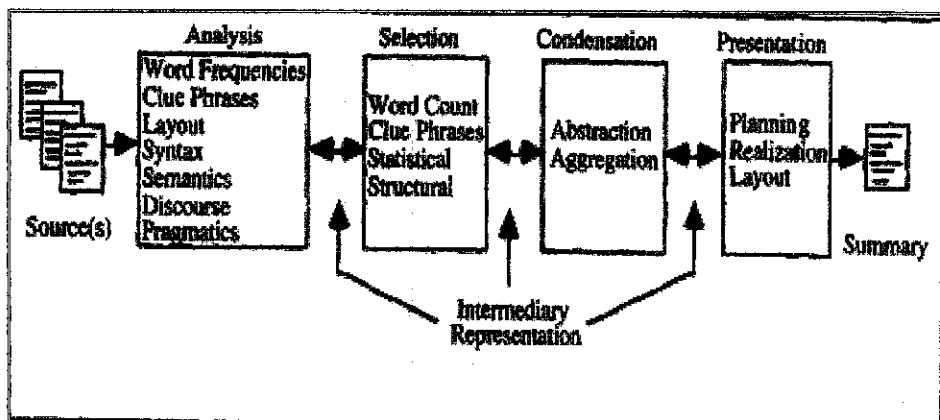 Analysis
Word Frequencies
Clue Phrases
Layout
Syntax
Semantics
Discourse
Pragmatics
Source(s)
Selection
Word Count
Clue Phrases
Statistical
Structural
Condensation
Abstraction
Aggregation
Presentation
Planning
Realization
Layout
Summary
Intermediary
Representation